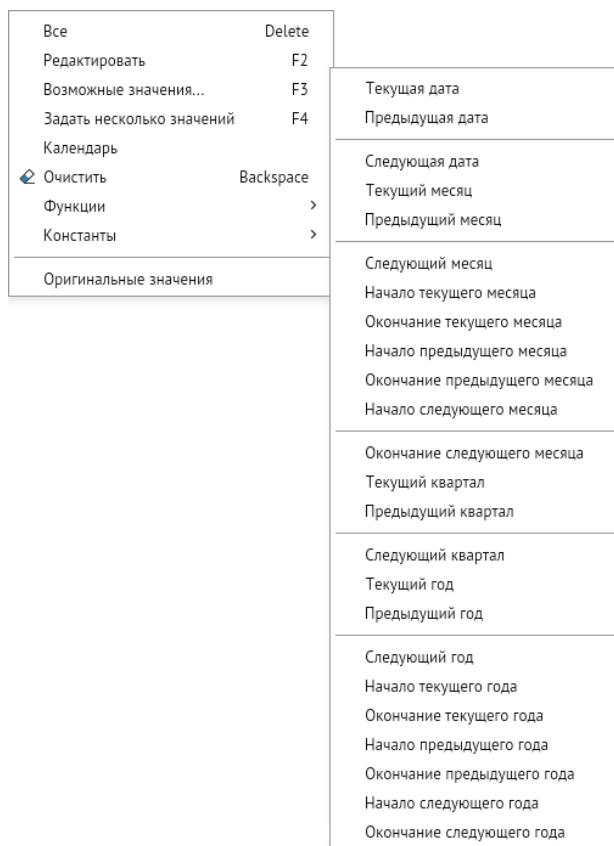 Все Delete
Редактировать F2
Возможные значения... F3
Задать несколько значений F4
Календарь
Очистить Backspace
Функции
Константы
Оригинальные значения
Текущая дата
Предыдущая дата
Следующая дата
Текущий месяц
Предыдущий месяц
Следующий месяц
Начало текущего месяца
Окончание текущего месяца
Начало предыдущего месяца
Окончание предыдущего месяца
Начало следующего месяца
Окончание следующего месяца
Текущий квартал
Предыдущий квартал
Следующий квартал
Текущий год
Предыдущий год
Следующий год
Начало текущего года
Окончание текущего года
Начало предыдущего года
Окончание предыдущего года
Начало следующего года
Окончание следующего года